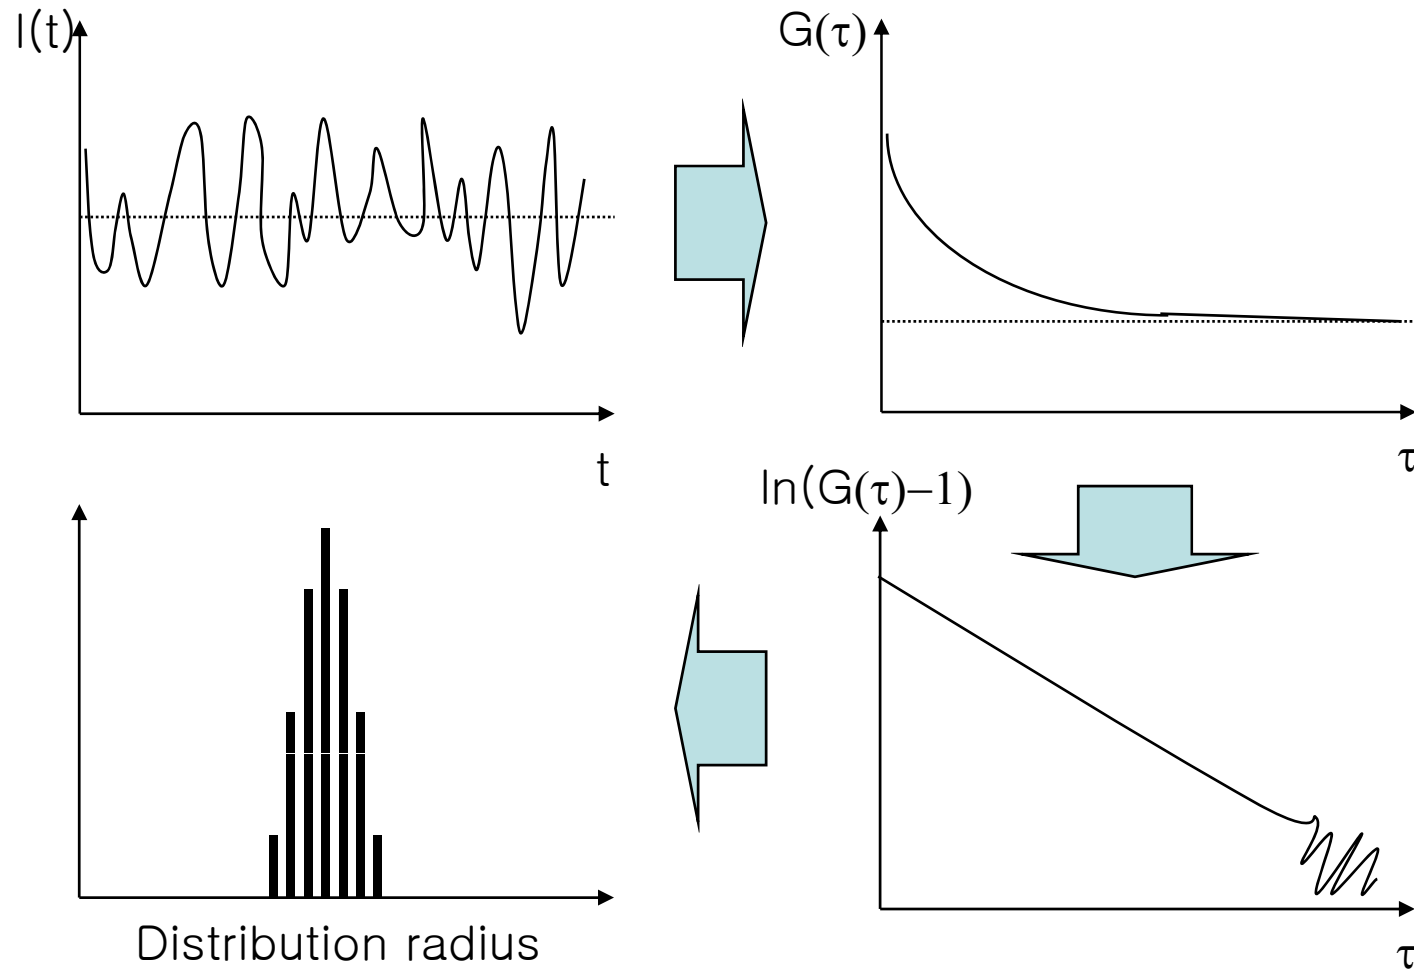 I(t)
G(τ)
t
τ
ln(G(τ)−1)
Distribution radius
τ